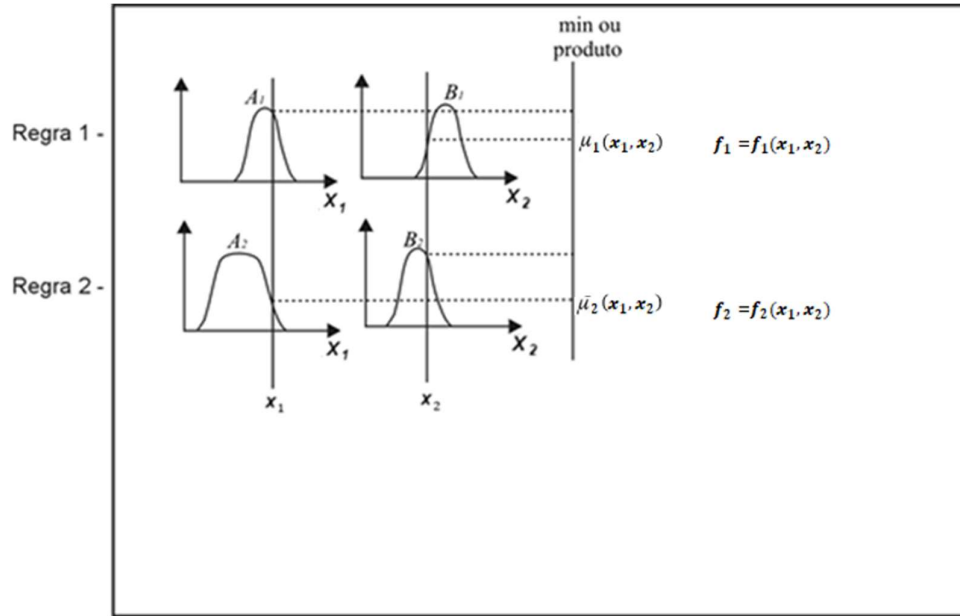 min ou
produto
A1
B1
Regra 1 -
μ1(x1,x2)
f1 =f1(x1,x2)
X1
X2
A2
B2
Regra 2 -
μ2(x1,x2)
f2 =f2(x1,x2)
X1
X2
x1
x2